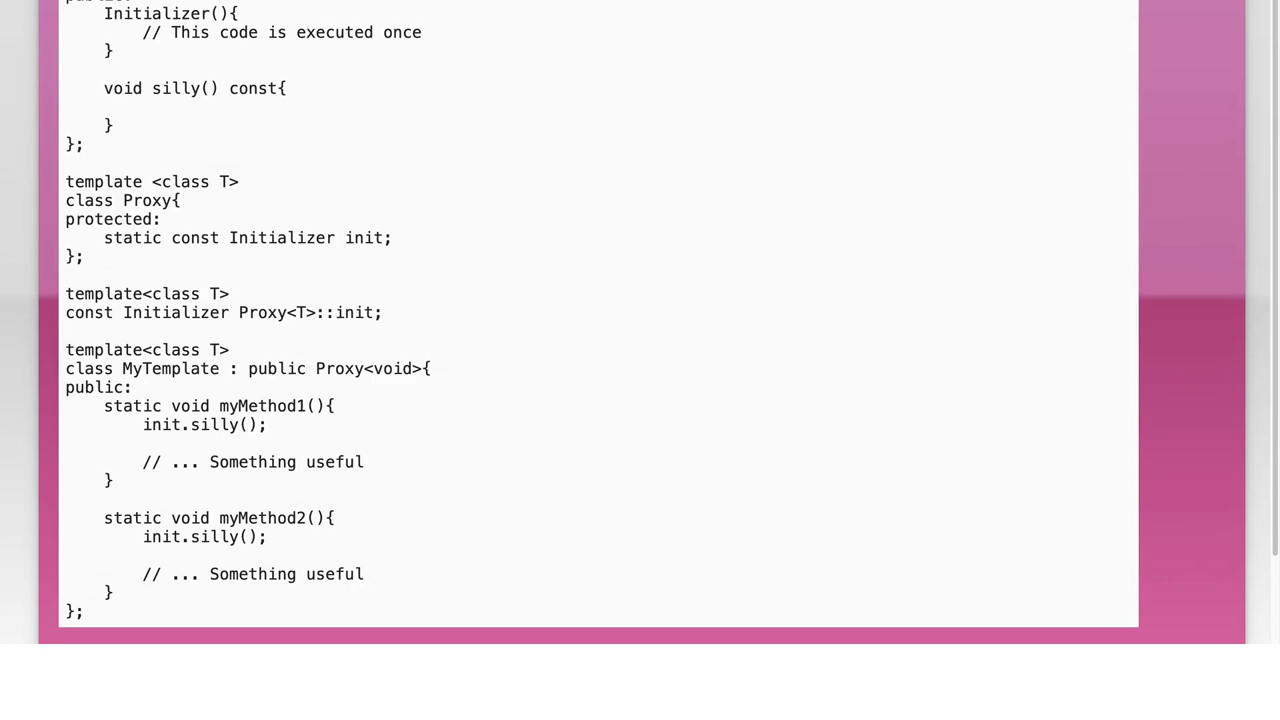 Initializer(){
// This code is executed once
}
void silly() const{
}
};
template <class T>
class Proxy{
protected:
static const Initializer init;
};
template<class T>
const Initializer Proxy<T>::init;
template<class T>
class MyTemplate : public Proxy<void>{
public:
static void myMethod1(){
init.silly();
// ... Something useful
}
static void myMethod2(){
init.silly();
// ... Something useful
}
};